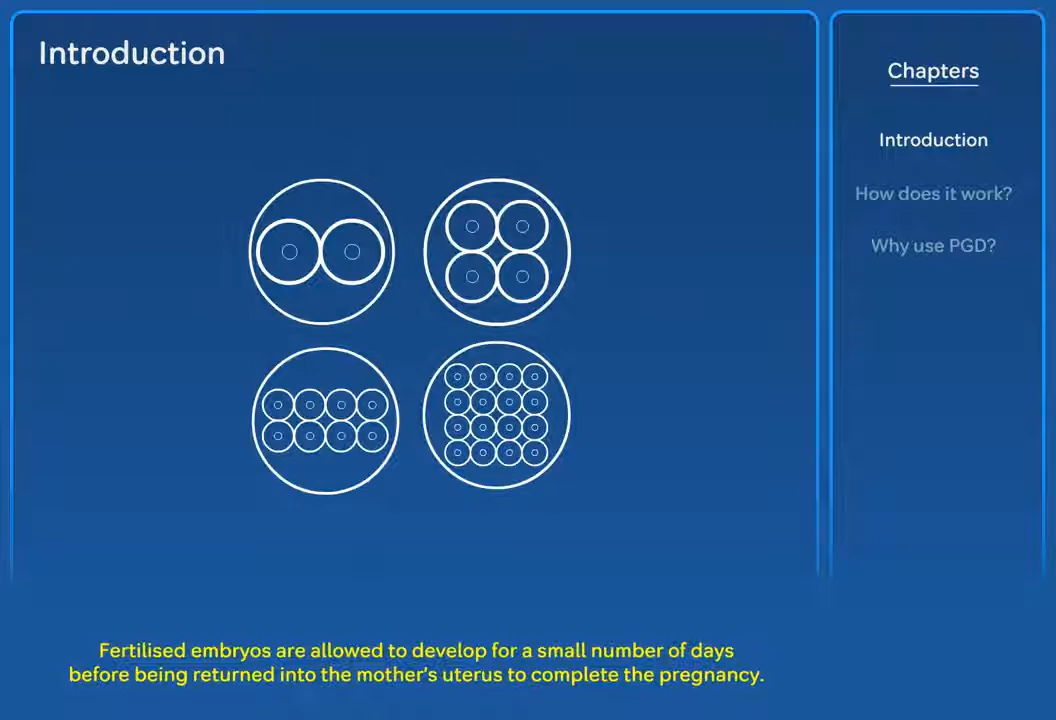 Introduction
Chapters
Introduction
How does it work?
Why use PGD?
Fertilised embryos are allowed to develop for a small number of days
before being returned into the mother's uterus to complete the pregnancy.